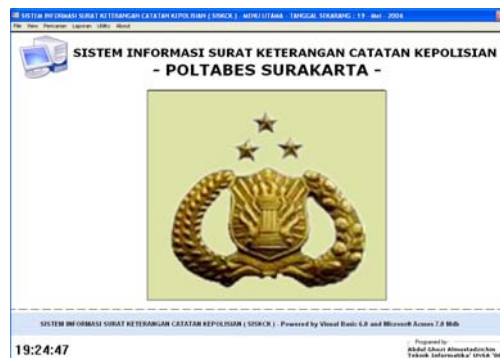 SISTEM INFORMASI SURAT KETERANGAN CATATAN KEPOLISIAN ( SISKCK ) - MENU UTAMA - TANGGAL SEKARANG : 19 - Mei - 2006
File View Pencarian Laporan Utility About
SISTEM INFORMASI SURAT KETERANGAN CATATAN KEPOLISIAN
- POLTABES SURAKARTA -
SISTEM INFORMASI SURAT KETERANGAN CATATAN KEPOLISIAN ( SISKCK ) - Powered by Visual Basic 6.0 and Microsoft Access 7.0 Mdb
19:24:47
Prepared by :
Abdul Ghozi
Teknik Informatika'